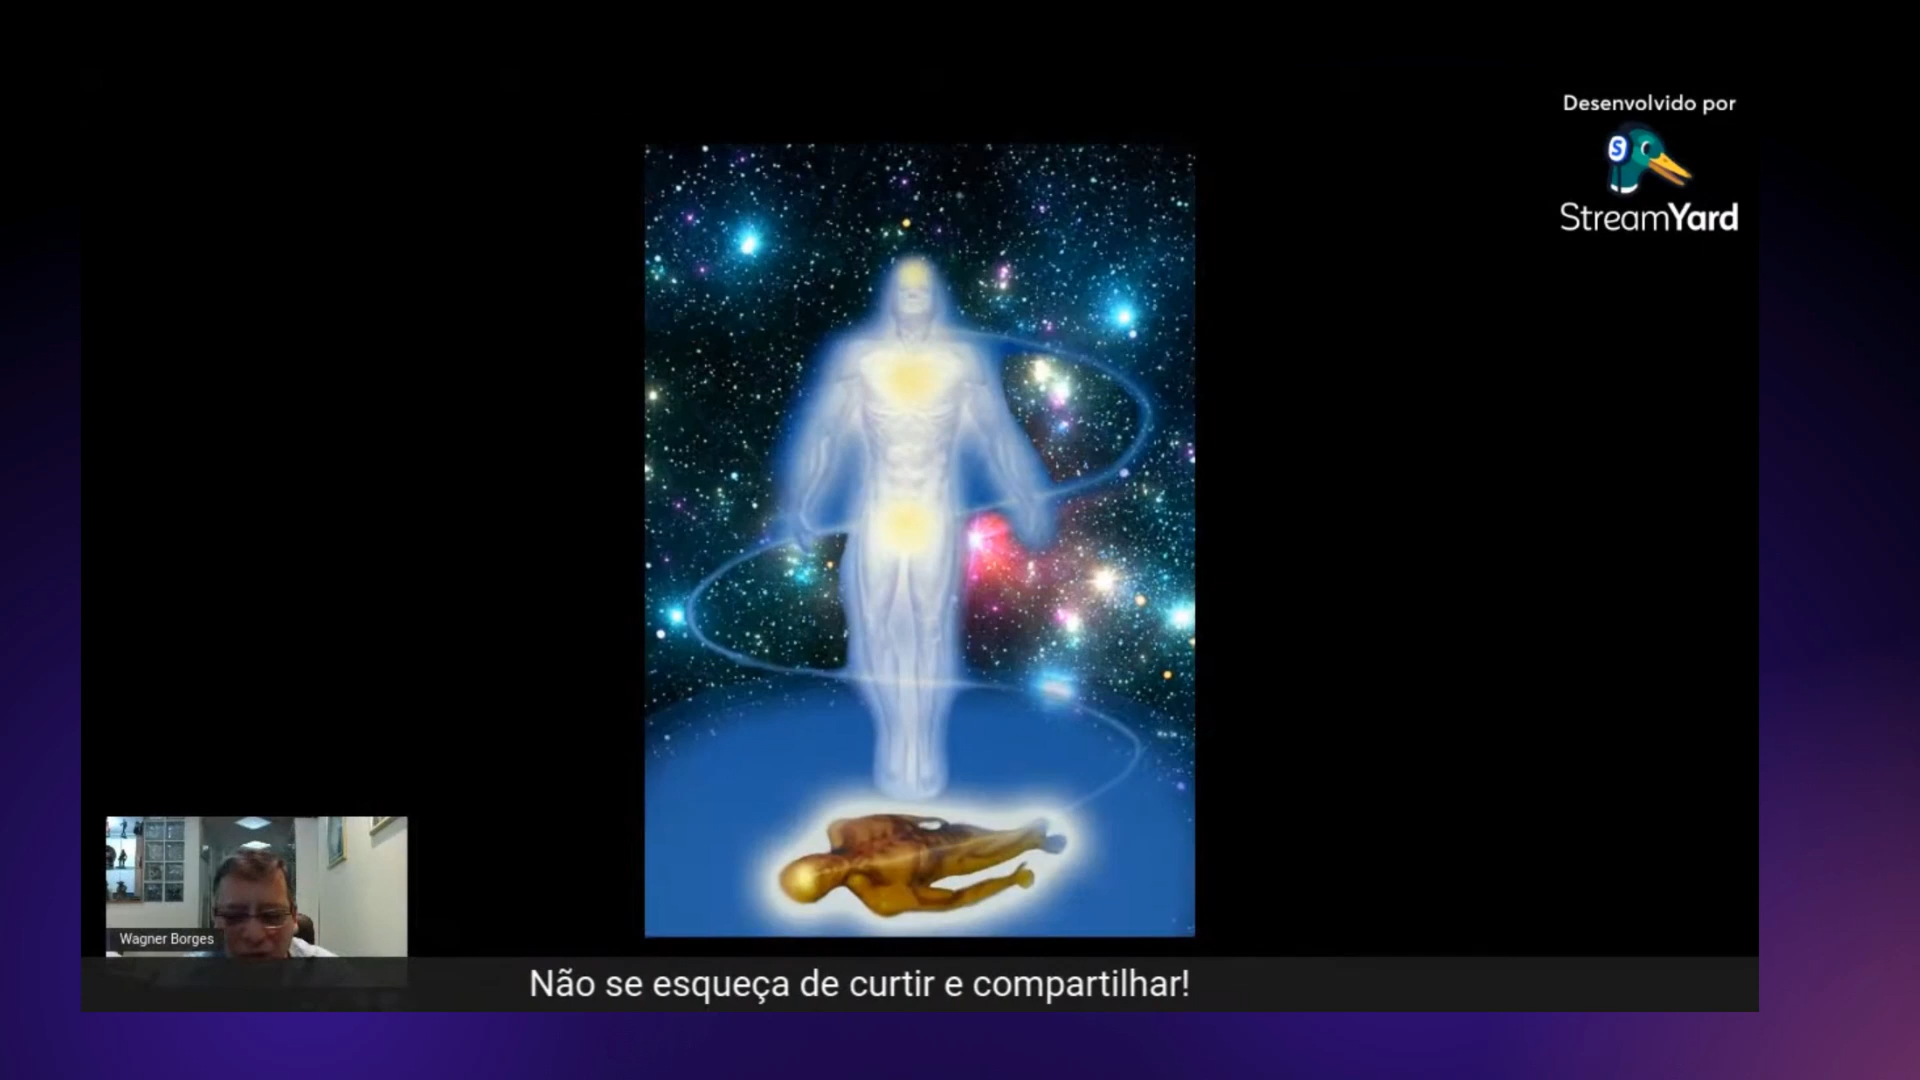 Desenvolvido por
S
StreamYard
Wagner Borges
Não se esqueça de curtir e compartilhar!